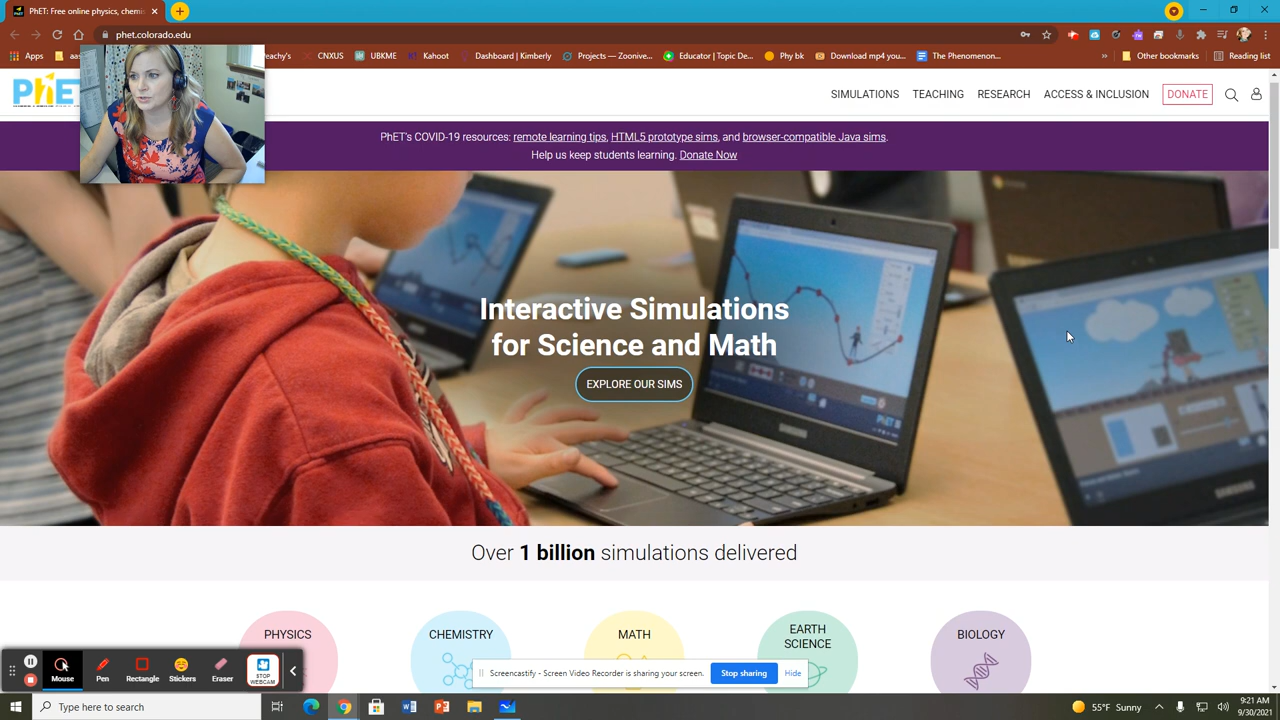 PhET: Free online physics, chemi
phet.colorado.edu
Apps
eachy's
CNXUS
UBKME
Kahoot
Dashboard | Kimberly
Projects — Zoonive...
Educator | Topic De...
Phy bk
Download mp4 you...
The Phenomenon...
»
Other bookmarks
Reading list
PhET
SIMULATIONS
TEACHING
RESEARCH
ACCESS & INCLUSION
DONATE
PhET's COVID-19 resources: remote learning tips, HTML5 prototype sims, and browser-compatible Java sims.
Help us keep students learning. Donate Now
Interactive Simulations
for Science and Math
EXPLORE OUR SIMS
SAMSUNG
Over 1 billion simulations delivered
PHYSICS
CHEMISTRY
MATH
EARTH
SCIENCE
BIOLOGY
Mouse
Pen
Rectangle
Stickers
Eraser
STOP
WEBCAM
Screencastify - Screen Video Recorder is sharing your screen.
Stop sharing
Hide
Type here to search
55°F Sunny
9:21 AM
9/30/2021